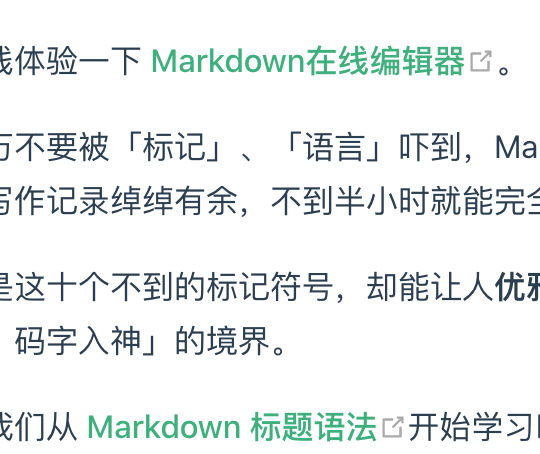 体验一下 Markdown在线编辑器。
不要被「标记」、「语言」吓到，Ma
写作记录绰绰有余，不到半小时就能完全
是这十个不到的标记符号，却能让人优雅
码字入神」的境界。
我们从 Markdown 标题语法开始学习